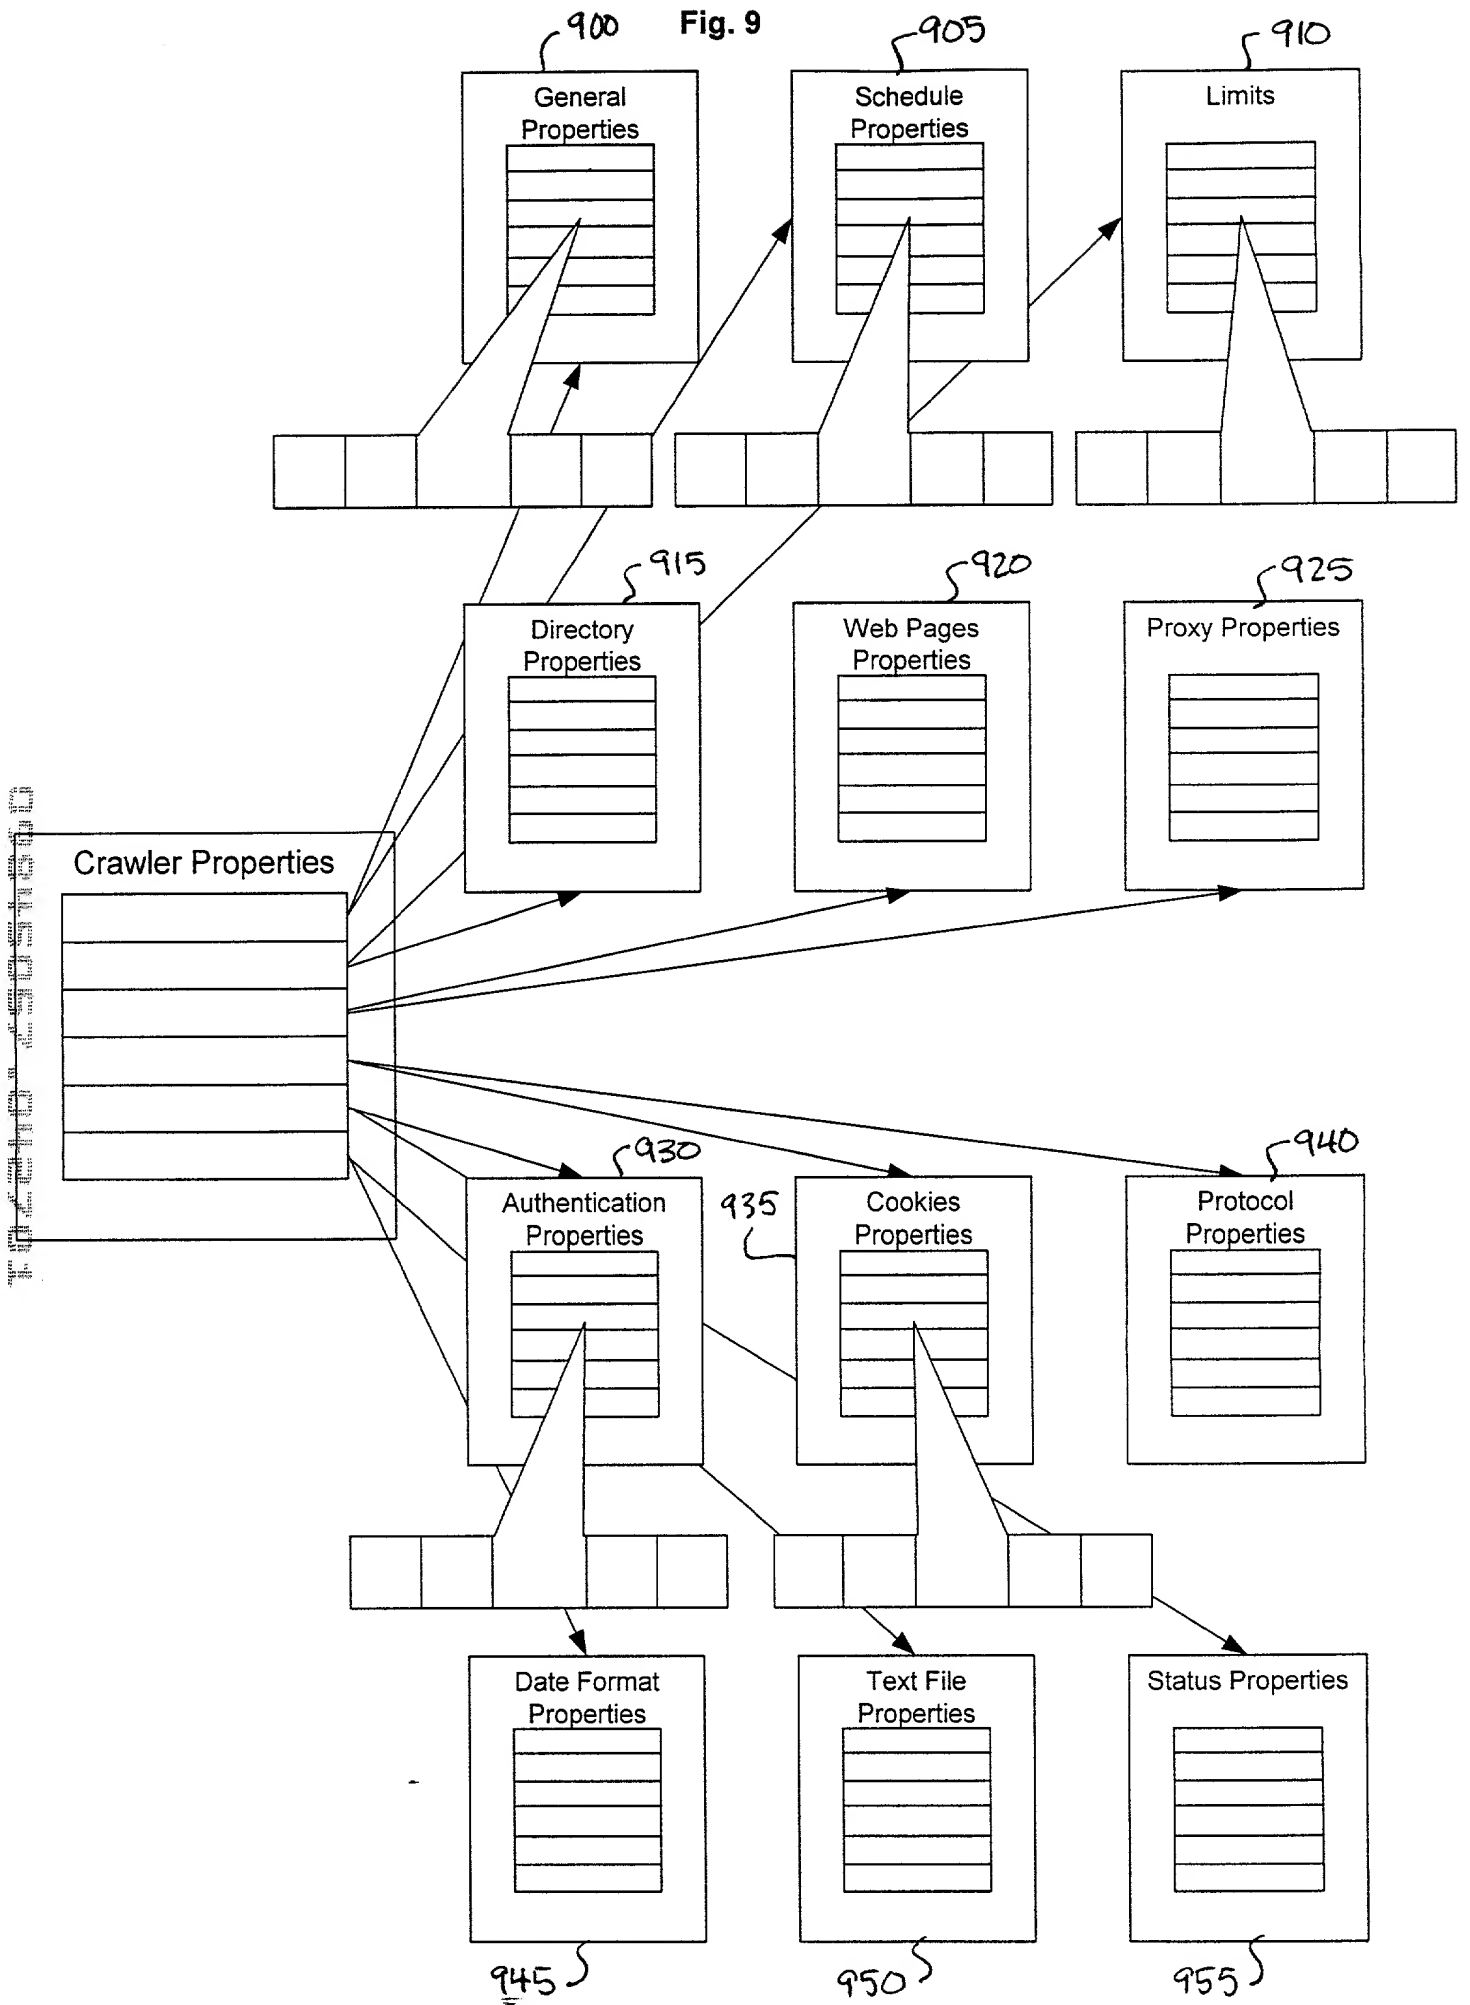 Fig. 9
900
905
910
General
Properties
Schedule
Properties
Limits
915
920
925
Directory
Properties
Web Pages
Properties
Proxy Properties
Crawler Properties
930
935
940
Authentication
Properties
Cookies
Properties
Protocol
Properties
Date Format
Properties
Text File
Properties
Status Properties
945
950
955